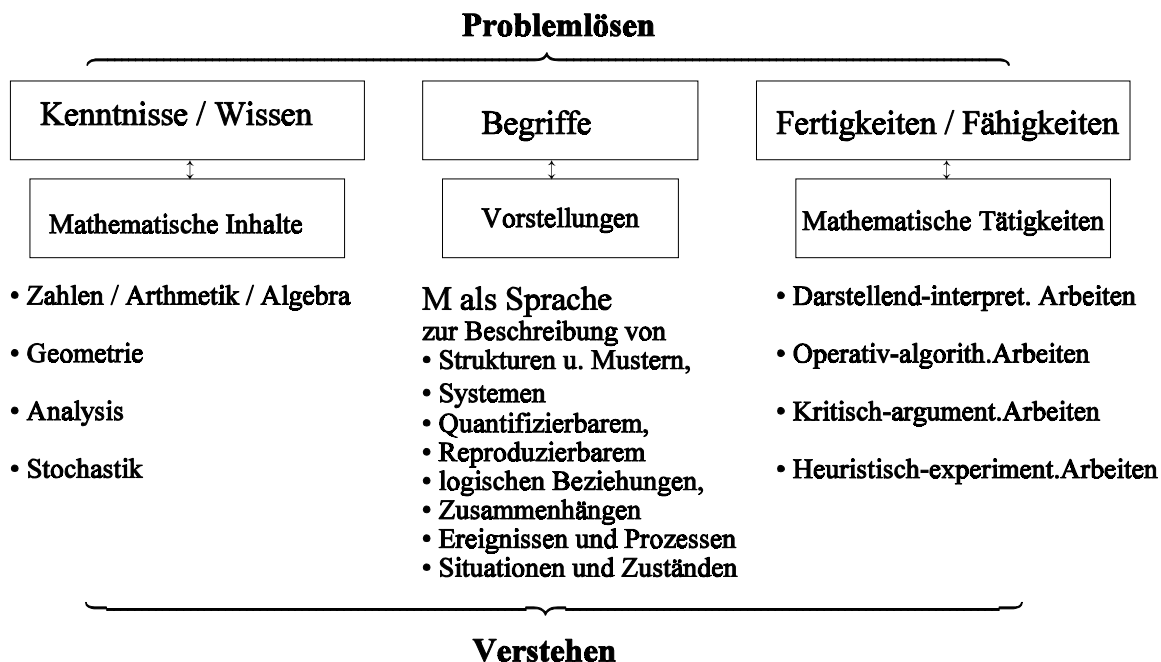 Problemlösen
Kenntnisse / Wissen
Begriffe
Fertigkeiten / Fähigkeiten
Mathematische Inhalte
Vorstellungen
Mathematische Tätigkeiten
• Zahlen / Arthmetik / Algebra
• Geometrie
• Analysis
• Stochastik
M als Sprache
zur Beschreibung von
• Strukturen u. Mustern,
• Systemen
• Quantifizierbarem,
• Reproduzierbarem
• logischen Beziehungen,
• Zusammenhängen
• Ereignissen und Prozessen
• Situationen und Zuständen
• Darstellend-interpret. Arbeiten
• Operativ-algorith.Arbeiten
• Kritisch-argument.Arbeiten
• Heuristisch-experiment.Arbeiten
Verstehen